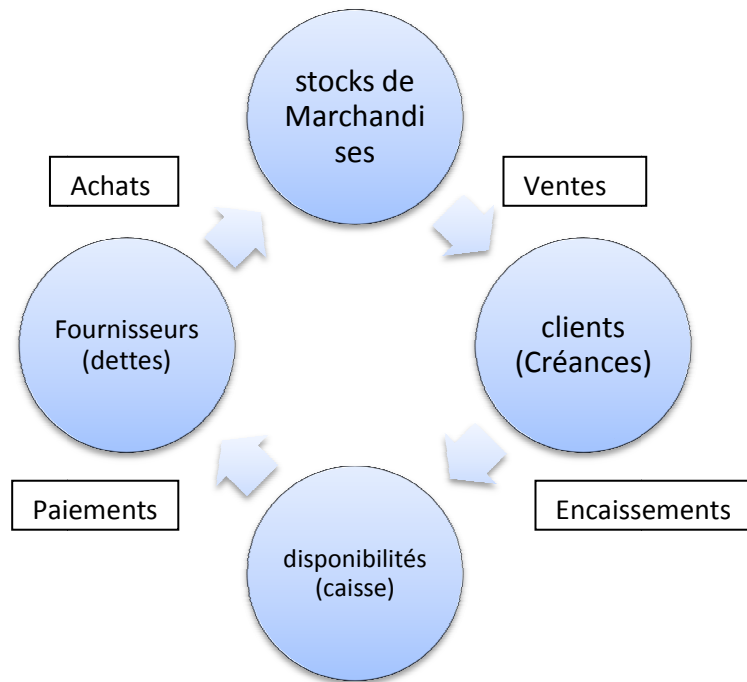 stocks de
Marchandi
ses
Achats
Ventes
Fournisseurs
(dettes)
clients
(Créances)
Paiements
Encaissements
disponibilités
(caisse)